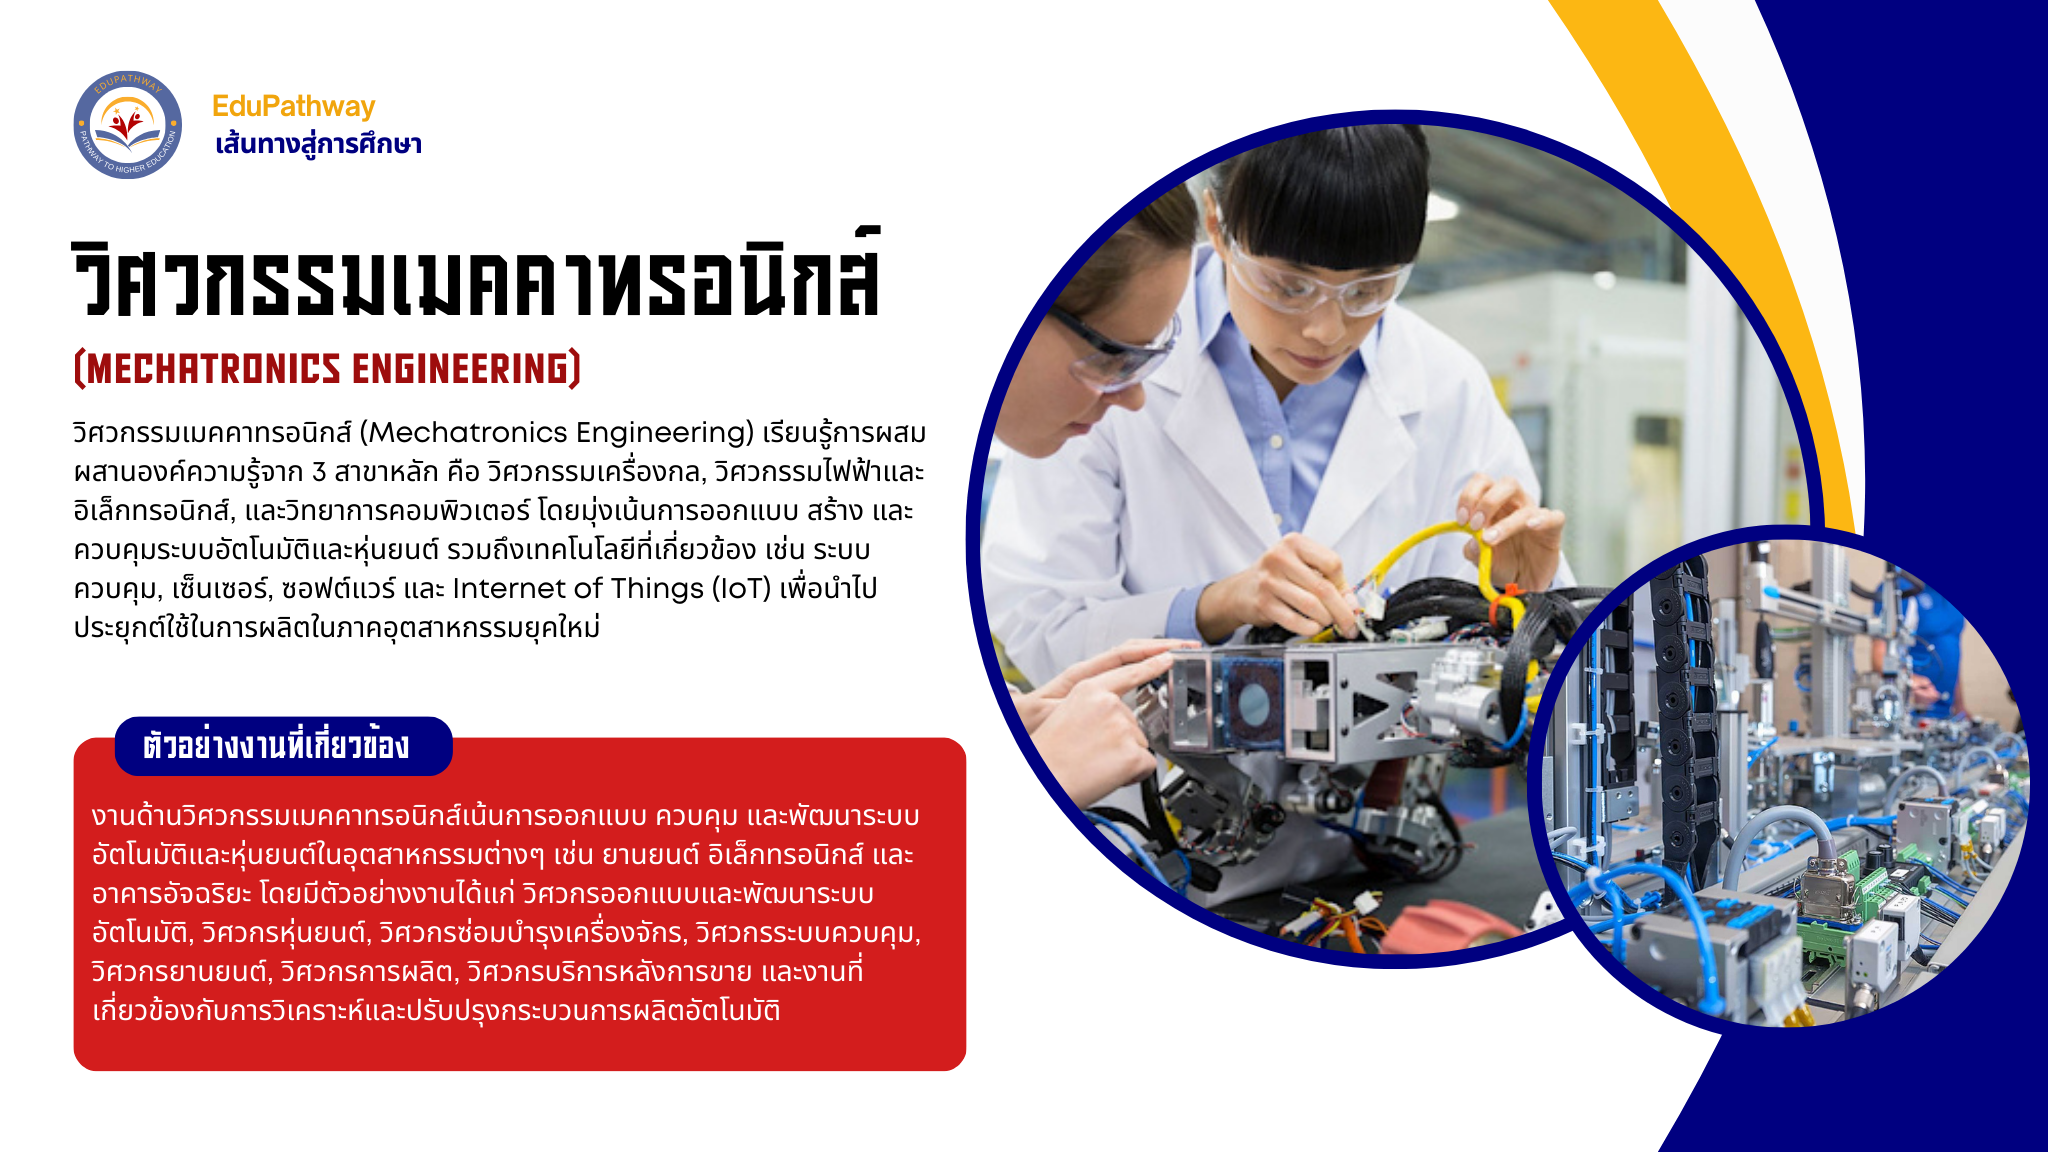 EDUPATHWAY
PATHWAY TO HIGHER EDUCATION
EduPathway
เส้นทางสู่การศึกษา
วิศวกรรมเมคคาทรอนิกส์
(MECHATRONICS ENGINEERING)
วิศวกรรมเมคคาทรอนิกส์ (Mechatronics Engineering) เรียนรู้การผสม
ผสานองค์ความรู้จาก 3 สาขาหลัก คือ วิศวกรรมเครื่องกล, วิศวกรรมไฟฟ้าและ
อิเล็กทรอนิกส์, และวิทยาการคอมพิวเตอร์ โดยมุ่งเน้นการออกแบบ สร้าง และ
ควบคุมระบบอัตโนมัติและหุ่นยนต์ รวมถึงเทคโนโลยีที่เกี่ยวข้อง เช่น ระบบ
ควบคุม, เซ็นเซอร์, ซอฟต์แวร์ และ Internet of Things (IoT) เพื่อนำไป
ประยุกต์ใช้ในการผลิตในภาคอุตสาหกรรมยุคใหม่
ตัวอย่างงานที่เกี่ยวข้อง
งานด้านวิศวกรรมเมคคาทรอนิกส์เน้นการออกแบบ ควบคุม และพัฒนาระบบ
อัตโนมัติและหุ่นยนต์ในอุตสาหกรรมต่างๆ เช่น ยานยนต์ อิเล็กทรอนิกส์ และ
อาคารอัจฉริยะ โดยมีตัวอย่างงานได้แก่ วิศวกรออกแบบและพัฒนาระบบ
อัตโนมัติ, วิศวกรหุ่นยนต์, วิศวกรซ่อมบำรุงเครื่องจักร, วิศวกรระบบควบคุม,
วิศวกรยานยนต์, วิศวกรการผลิต, วิศวกรบริการหลังการขาย และงานที่
เกี่ยวข้องกับการวิเคราะห์และปรับปรุงกระบวนการผลิตอัตโนมัติ